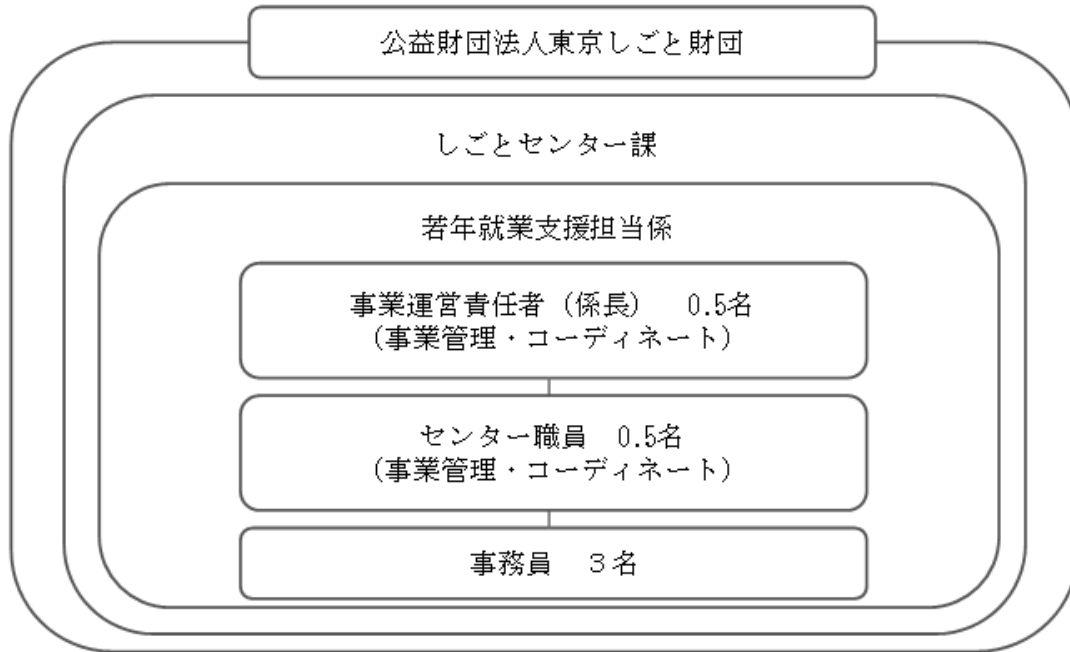 公益財団法人東京しごと財団
しごとセンター課
若年就業支援担当係
事業運営責任者（係長）　0.5名
（事業管理・コーディネート）
センター職員　0.5名
（事業管理・コーディネート）
事務員　３名